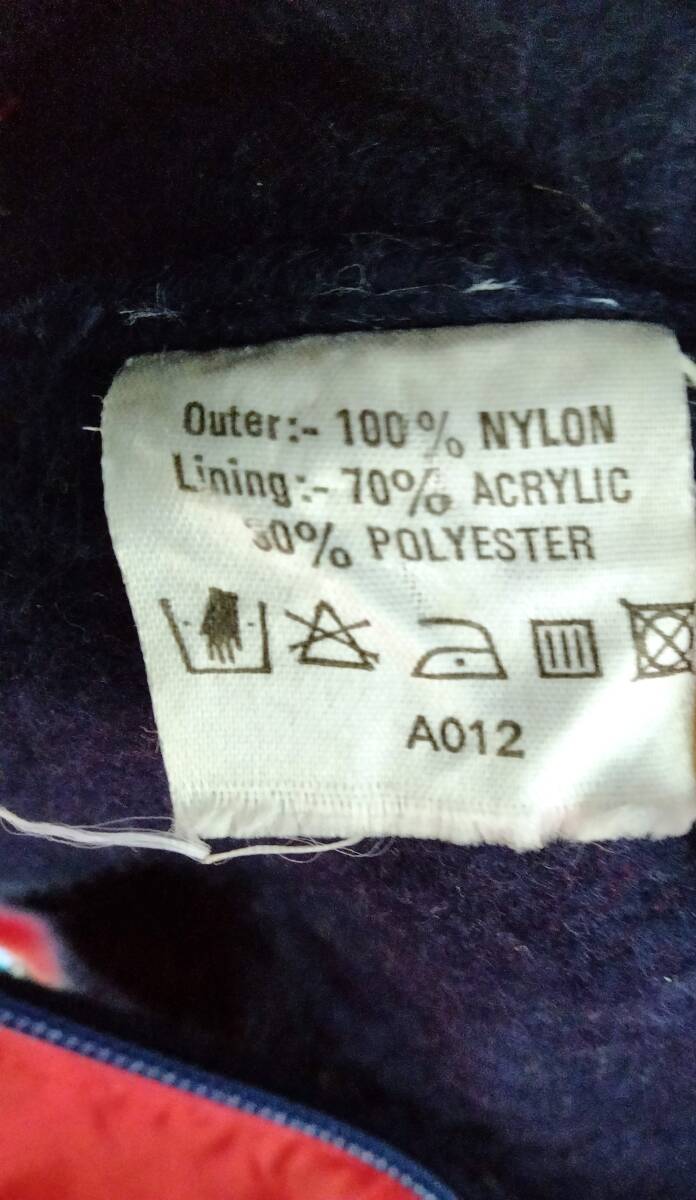 Outer:- 100% NYLON
Lining:- 70% ACRYLIC
30% POLYESTER
A012